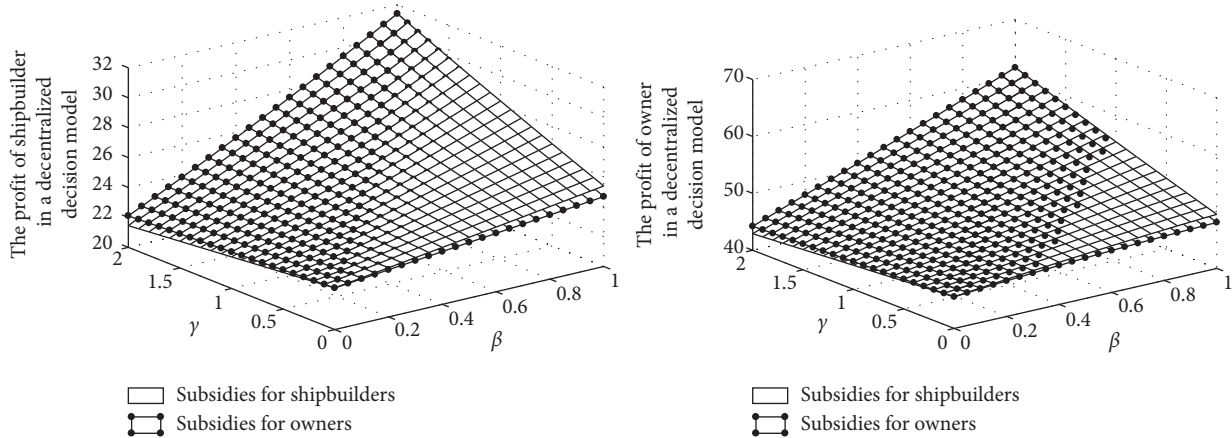 The profit of shipbuilder
in a decentralized
decision model
32
30
28
26
24
22
20
2
1.5
1
0.5
0
γ
0
0.2
0.4
0.6
0.8
1
β
Subsidies for shipbuilders
Subsidies for owners
The profit of owner
in a decentralized
decision model
70
60
50
40
2
1.5
1
0.5
0
γ
0
0.2
0.4
0.6
0.8
1
β
Subsidies for shipbuilders
Subsidies for owners